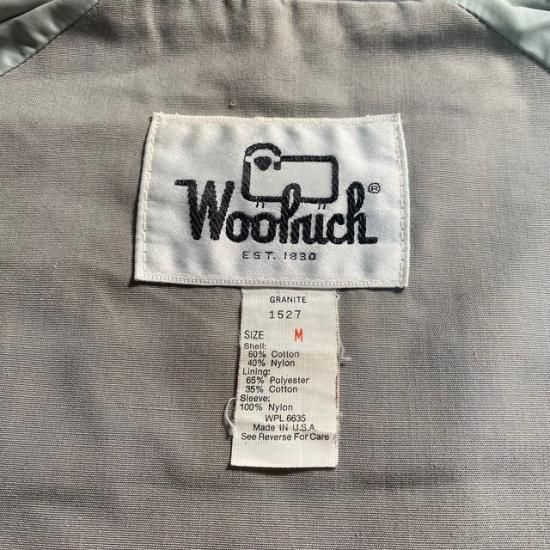 Woolrich®
EST. 1830
GRANITE
1527
SIZE M
Shell:
60% Cotton
40% Nylon
Lining:
65% Polyester
35% Cotton
Sleeve:
100% Nylon
WPL 6635
Made in U.S.A.
See Reverse For Care